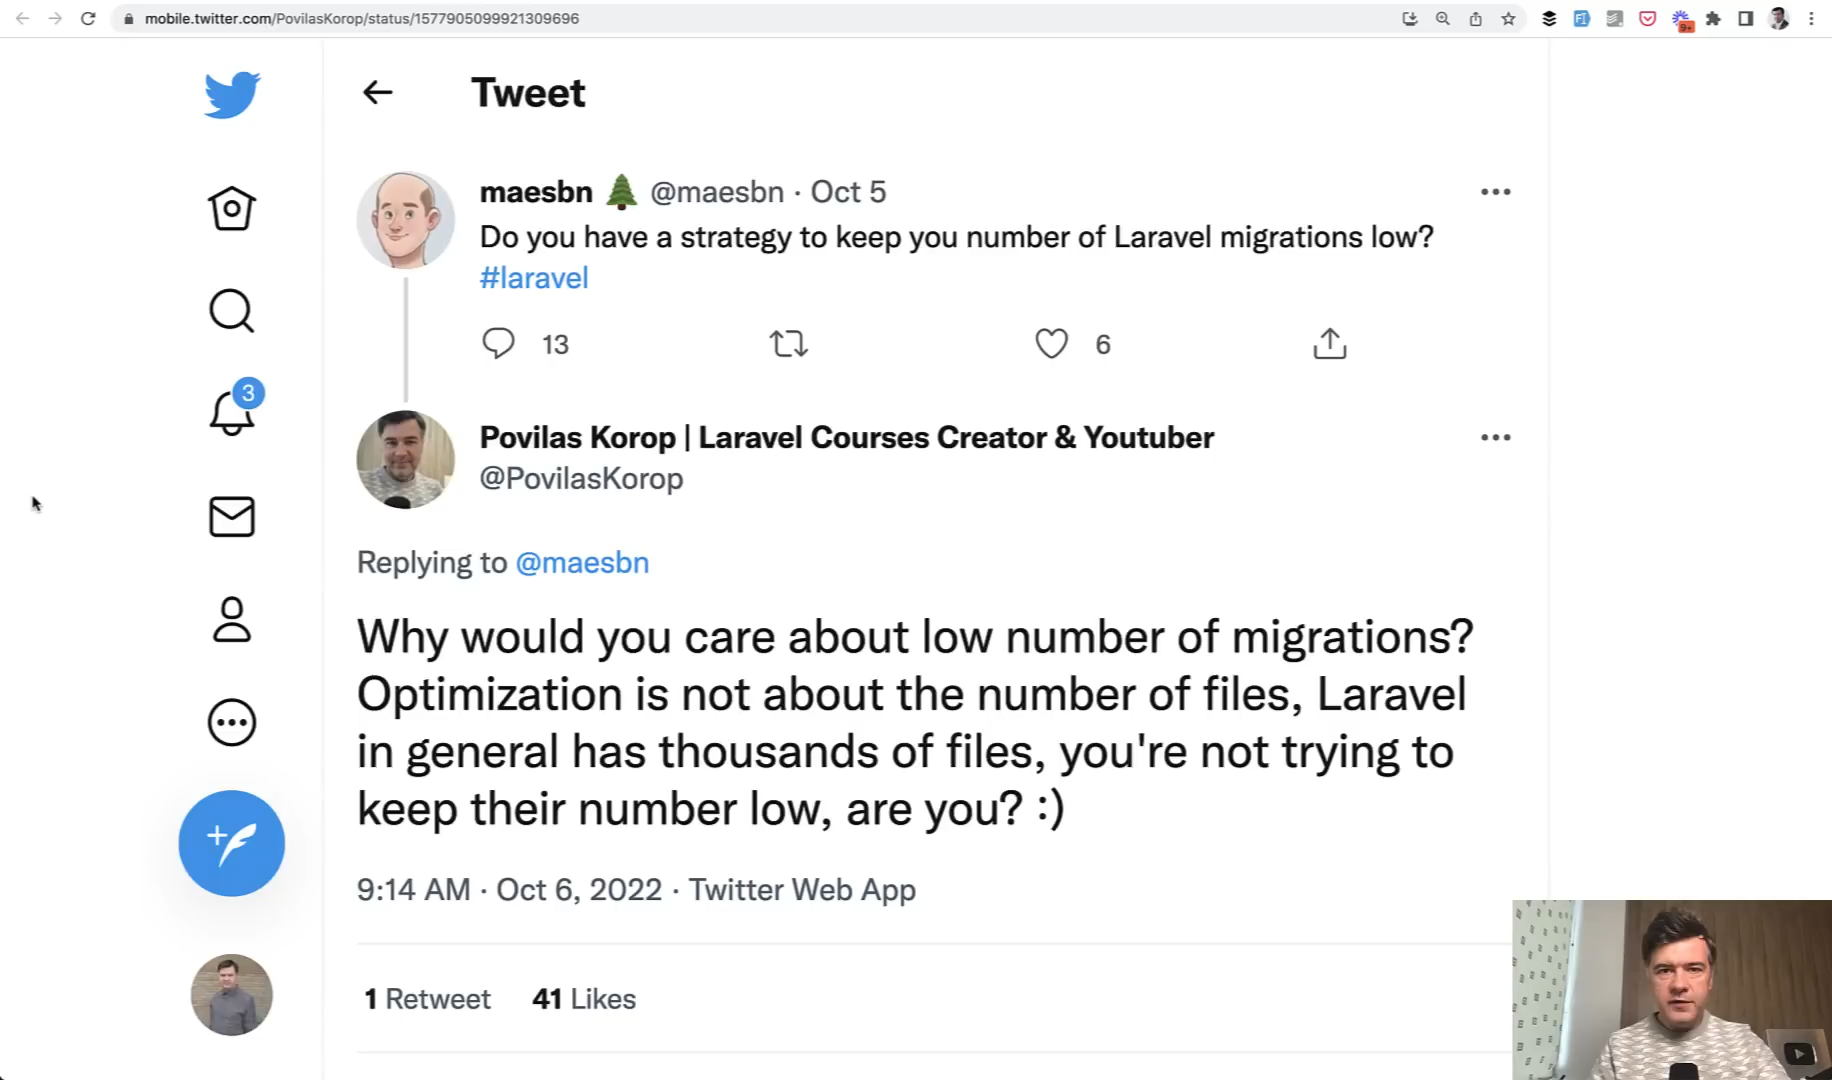 mobile.twitter.com/PovilasKorop/status/1577905099921309696
9+
Tweet
maesbn 🌲 @maesbn · Oct 5
Do you have a strategy to keep you number of Laravel migrations low?
#laravel
13
6
3
Povilas Korop | Laravel Courses Creator & Youtuber
@PovilasKorop
Replying to @maesbn
Why would you care about low number of migrations?
Optimization is not about the number of files, Laravel
in general has thousands of files, you're not trying to
keep their number low, are you? :)
9:14 AM · Oct 6, 2022 · Twitter Web App
1 Retweet 41 Likes